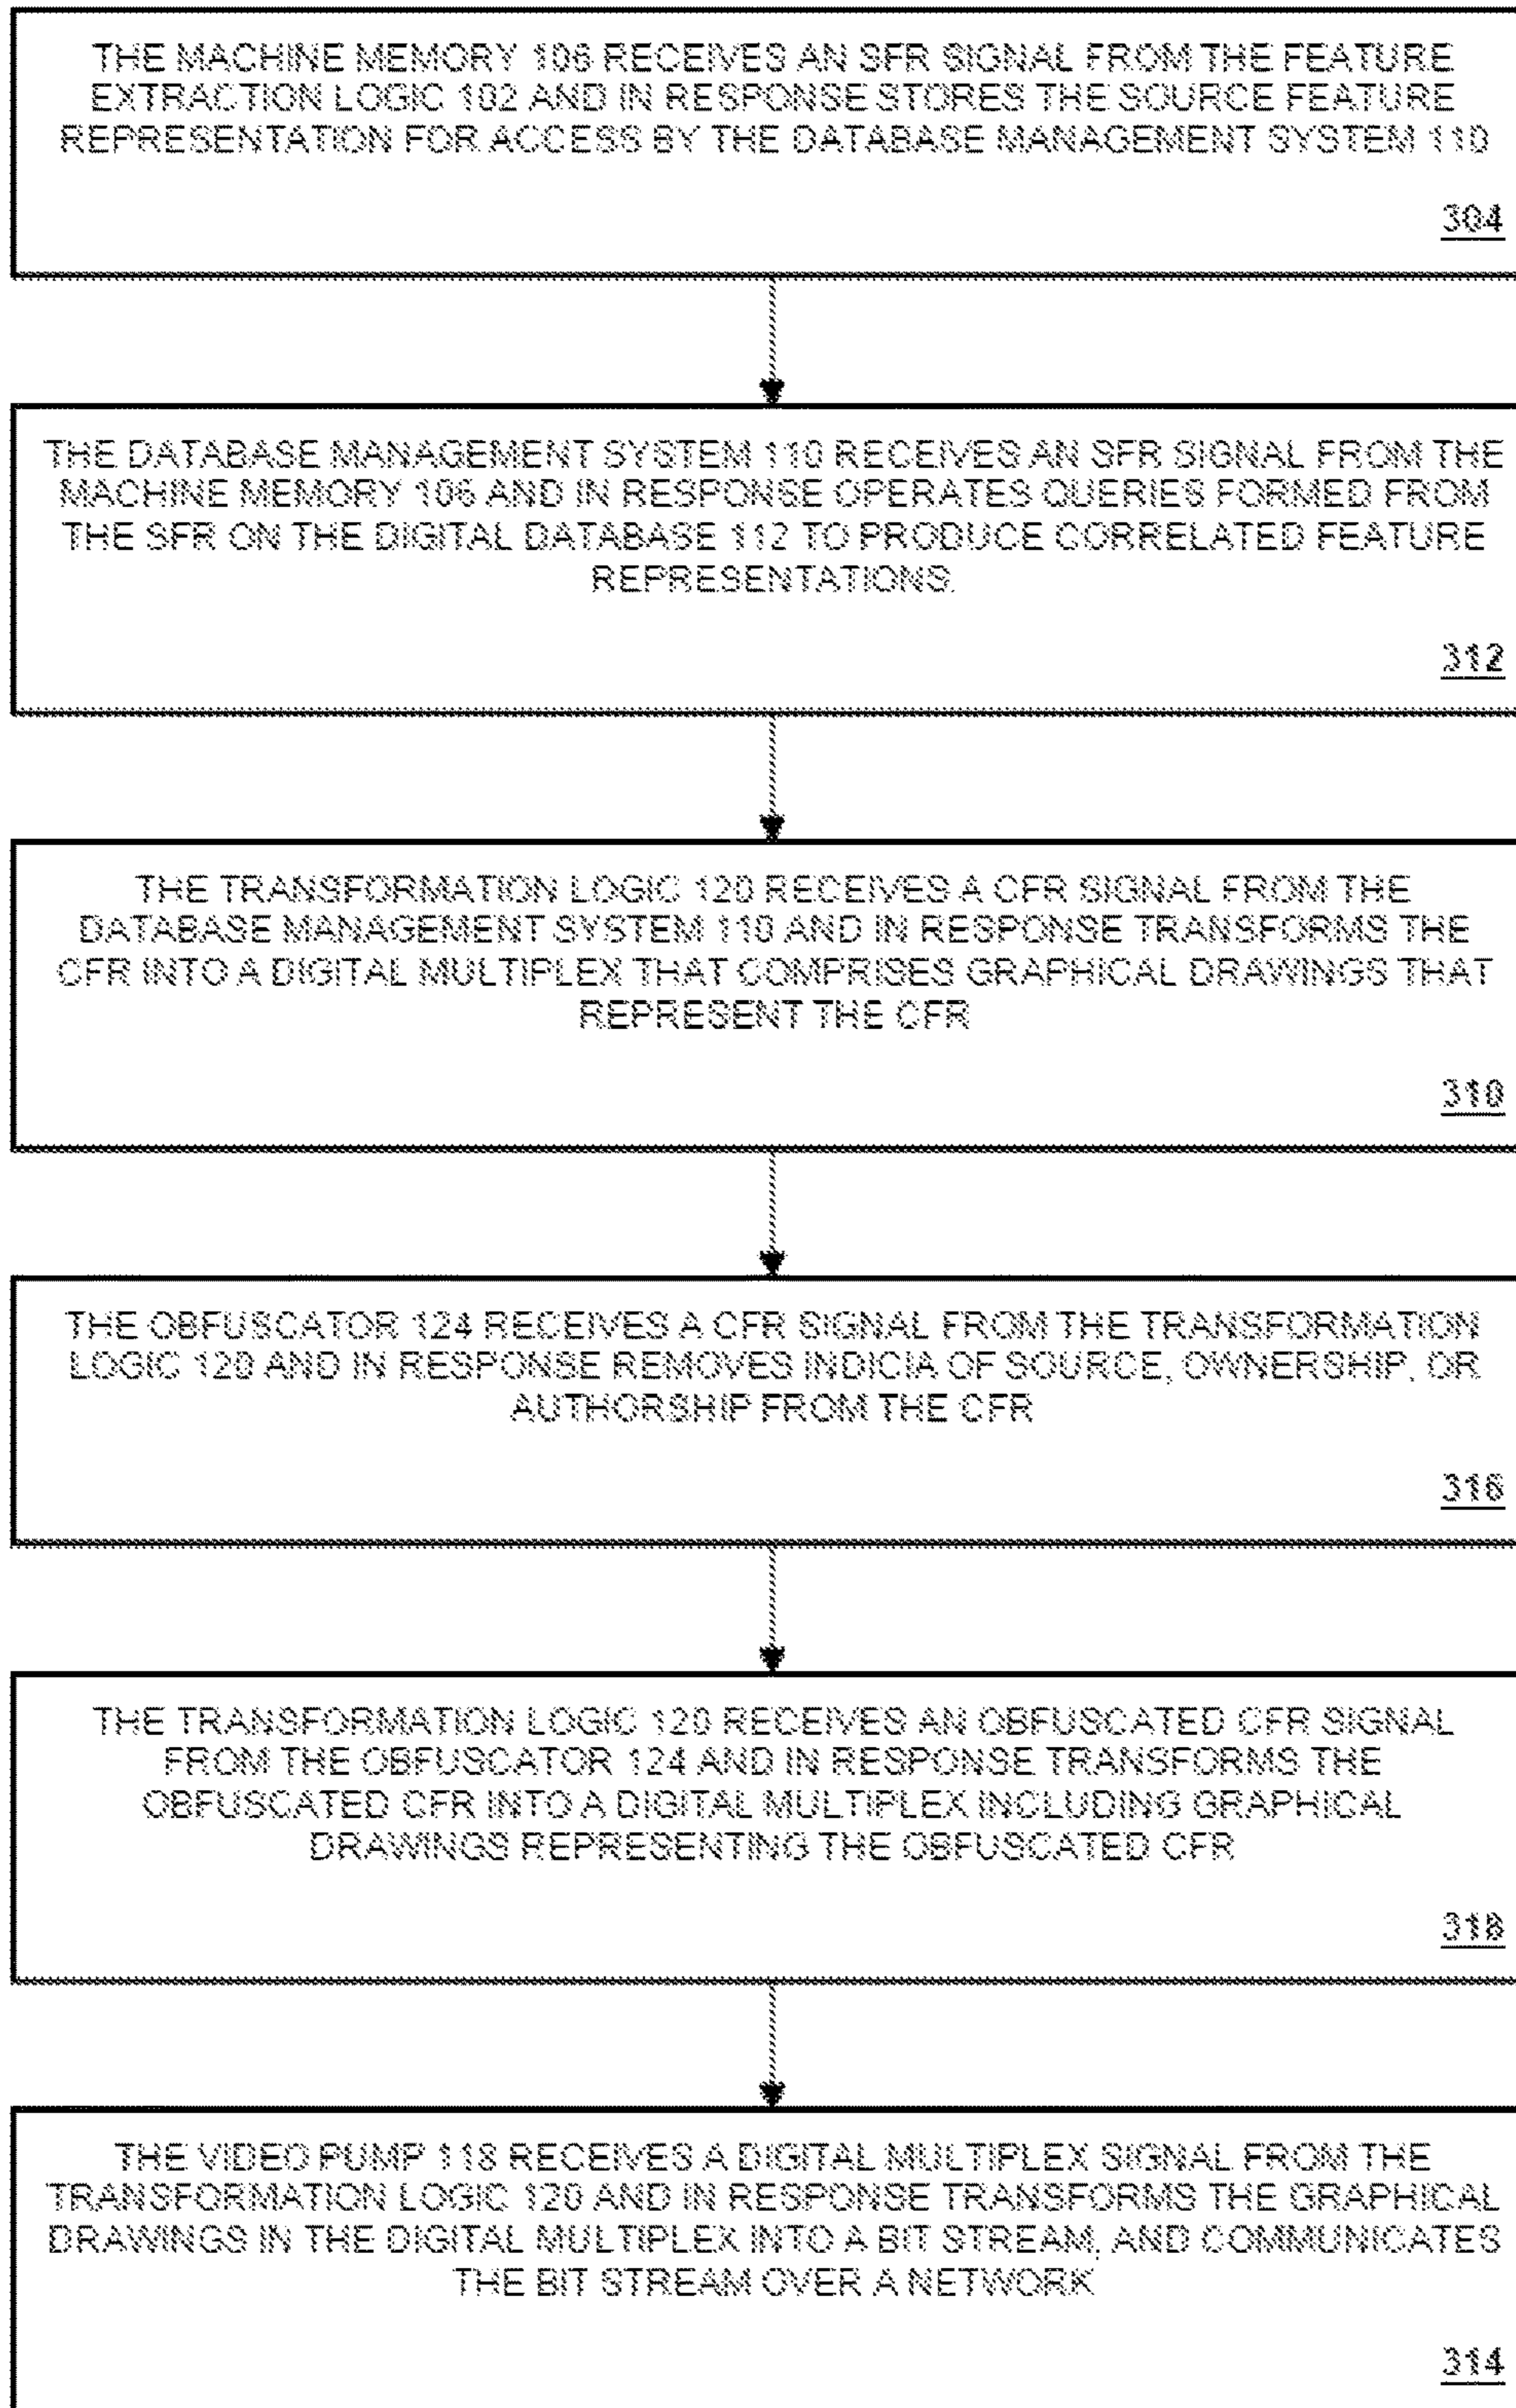 THE MACHINE MEMORY 106 RECEIVES AN SFR SIGNAL FROM THE FEATURE
EXTRACTION LOGIC 102 AND IN RESPONSE STORES THE SOURCE FEATURE
REPRESENTATION FOR ACCESS BY THE DATABASE MANAGEMENT SYSTEM 110
304
THE DATABASE MANAGEMENT SYSTEM 110 RECEIVES AN SFR SIGNAL FROM THE
MACHINE MEMORY 106 AND IN RESPONSE OPERATES QUERIES FORMED FROM
THE SFR ON THE DIGITAL DATABASE 112 TO PRODUCE CORRELATED FEATURE
REPRESENTATIONS.
312
THE TRANSFORMATION LOGIC 120 RECEIVES A CFR SIGNAL FROM THE
DATABASE MANAGEMENT SYSTEM 110 AND IN RESPONSE TRANSFORMS THE
CFR INTO A DIGITAL MULTIPLEX THAT COMPRISES GRAPHICAL DRAWINGS THAT
REPRESENT THE CFR
310
THE OBFUSCATOR 124 RECEIVES A CFR SIGNAL FROM THE TRANSFORMATION
LOGIC 120 AND IN RESPONSE REMOVES INDICIA OF SOURCE, OWNERSHIP, OR
AUTHORSHIP FROM THE CFR
316
THE TRANSFORMATION LOGIC 120 RECEIVES AN OBFUSCATED CFR SIGNAL
FROM THE OBFUSCATOR 124 AND IN RESPONSE TRANSFORMS THE
OBFUSCATED CFR INTO A DIGITAL MULTIPLEX INCLUDING GRAPHICAL
DRAWINGS REPRESENTING THE OBFUSCATED CFR
318
THE VIDEO PUMP 118 RECEIVES A DIGITAL MULTIPLEX SIGNAL FROM THE
TRANSFORMATION LOGIC 120 AND IN RESPONSE TRANSFORMS THE GRAPHICAL
DRAWINGS IN THE DIGITAL MULTIPLEX INTO A BIT STREAM, AND COMMUNICATES
THE BIT STREAM OVER A NETWORK
314